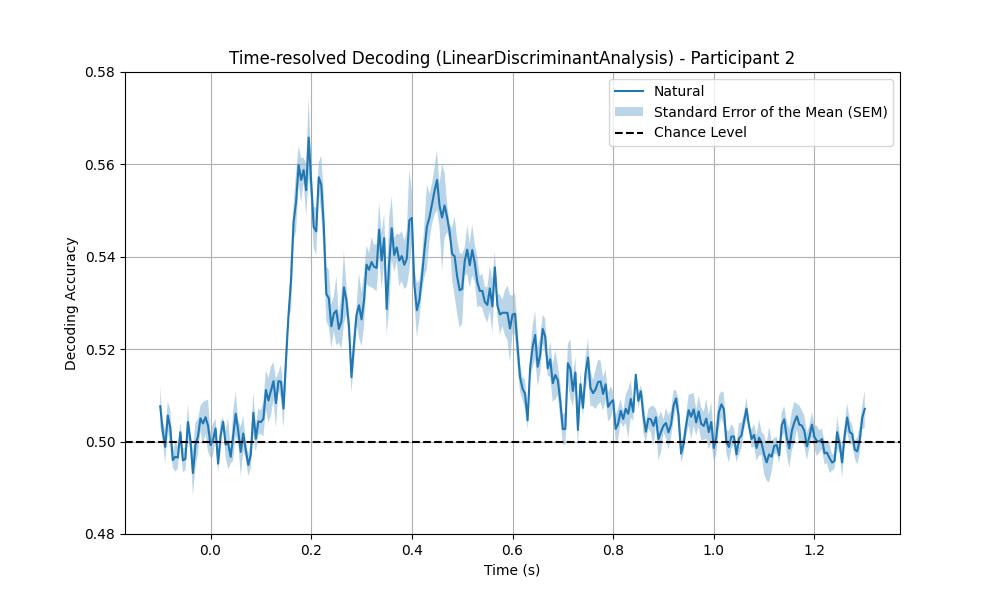 Time-resolved Decoding (LinearDiscriminantAnalysis) - Participant 2
Natural
Standard Error of the Mean (SEM)
Chance Level
Decoding Accuracy
0.58
0.56
0.54
0.52
0.50
0.48
0.0 0.2 0.4 0.6 0.8 1.0 1.2
Time (s)